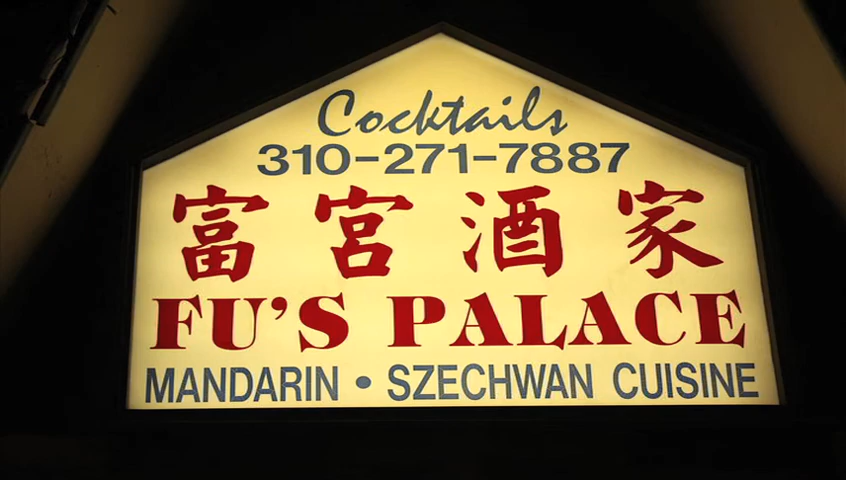 Cocktails
310-271-7887
富宮酒家
FU'S PALACE
MANDARIN • SZECHWAN CUISINE